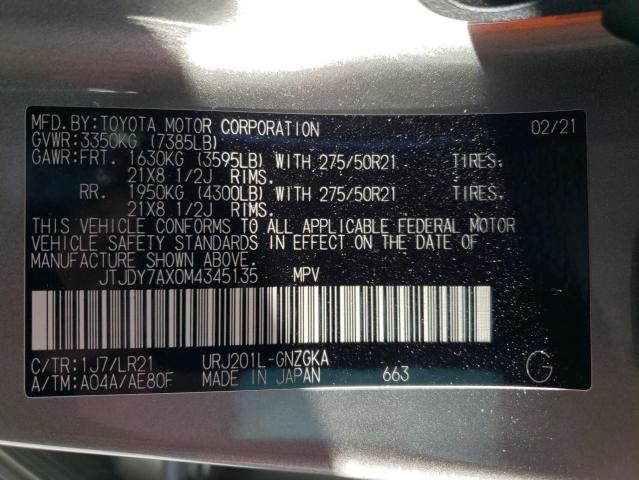 MFD.BY:TOYOTA MOTOR CORPORATION 02/21
GVWR:3350KG (7385LB)
GAWR:FRT. 1630KG (3595LB) WITH 275/50R21 TIRES,
21X8 1/2J RIMS.
RR. 1950KG (4300LB) WITH 275/50R21 TIRES,
21X8 1/2J RIMS.
THIS VEHICLE CONFORMS TO ALL APPLICABLE FEDERAL MOTOR
VEHICLE SAFETY STANDARDS IN EFFECT ON THE DATE OF
MANUFACTURE SHOWN ABOVE.
JTJDY7AX0M4345135 MPV
C/TR:1J7/LR21 URJ201L-GNZGKA
A/TM:A04A/AE80F MADE IN JAPAN 663 G